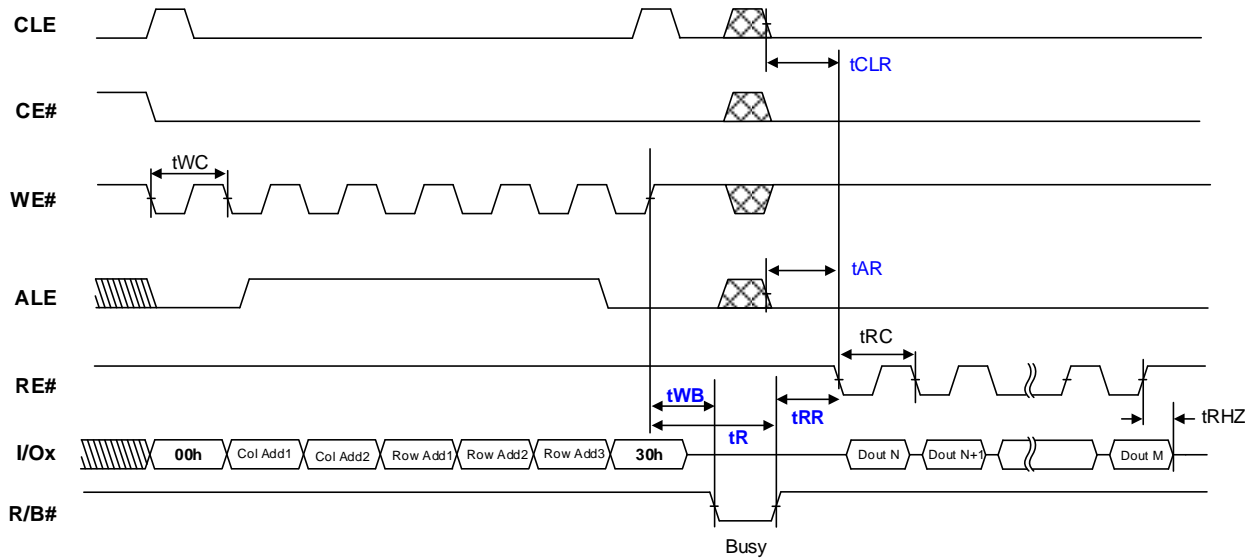 CLE
tCLR
CE#
tWC
WE#
tAR
ALE
tRC
RE#
tWB
tRR
tR
tRHZ
I/Ox
00h Col Add1 Col Add2 Row Add1 Row Add2 Row Add3 30h Dout N Dout N+1 Dout M
R/B#
Busy